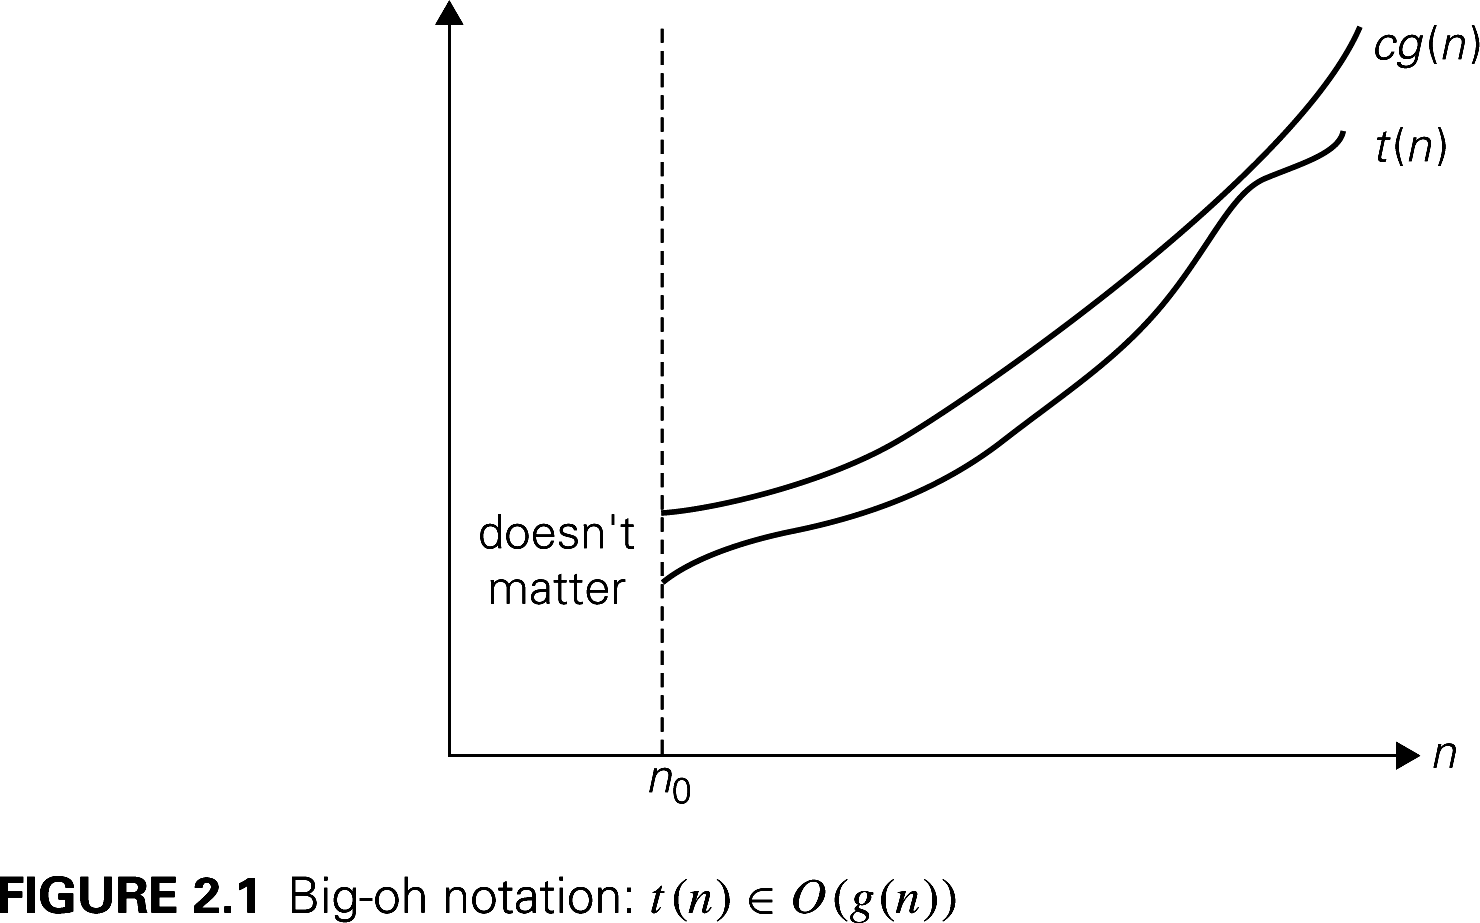 cg(n)
t(n)
doesn't
matter
n
n₀
FIGURE 2.1 Big-oh notation: t(n) ∈ O(g(n))